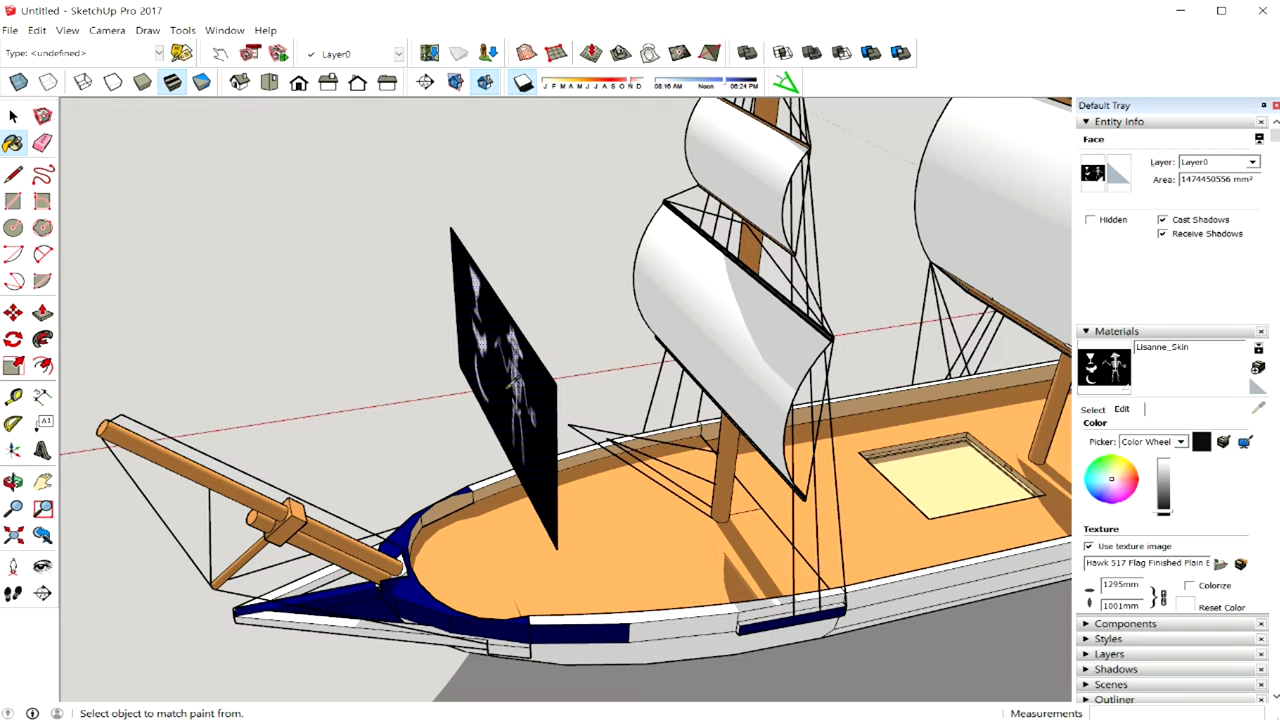 Untitled - SketchUp Pro 2017
File Edit View Camera Draw Tools Window Help
Type: <undefined>
Layer0
J F M A M J J A S O N D
08:16 AM Noon 06:24 PM
Default Tray
Entity Info
Face
Layer: Layer0
Area: 1474450556 mm²
Hidden
Cast Shadows
Receive Shadows
Materials
Lisanne_Skin
Select Edit
Color
Picker: Color Wheel
Texture
Use texture image
Hawk 517 Flag Finished Plain E
1295mm
Colorize
1001mm
Reset Color
Components
Styles
Layers
Shadows
Scenes
Outliner
A1
Select object to match paint from.
Measurements